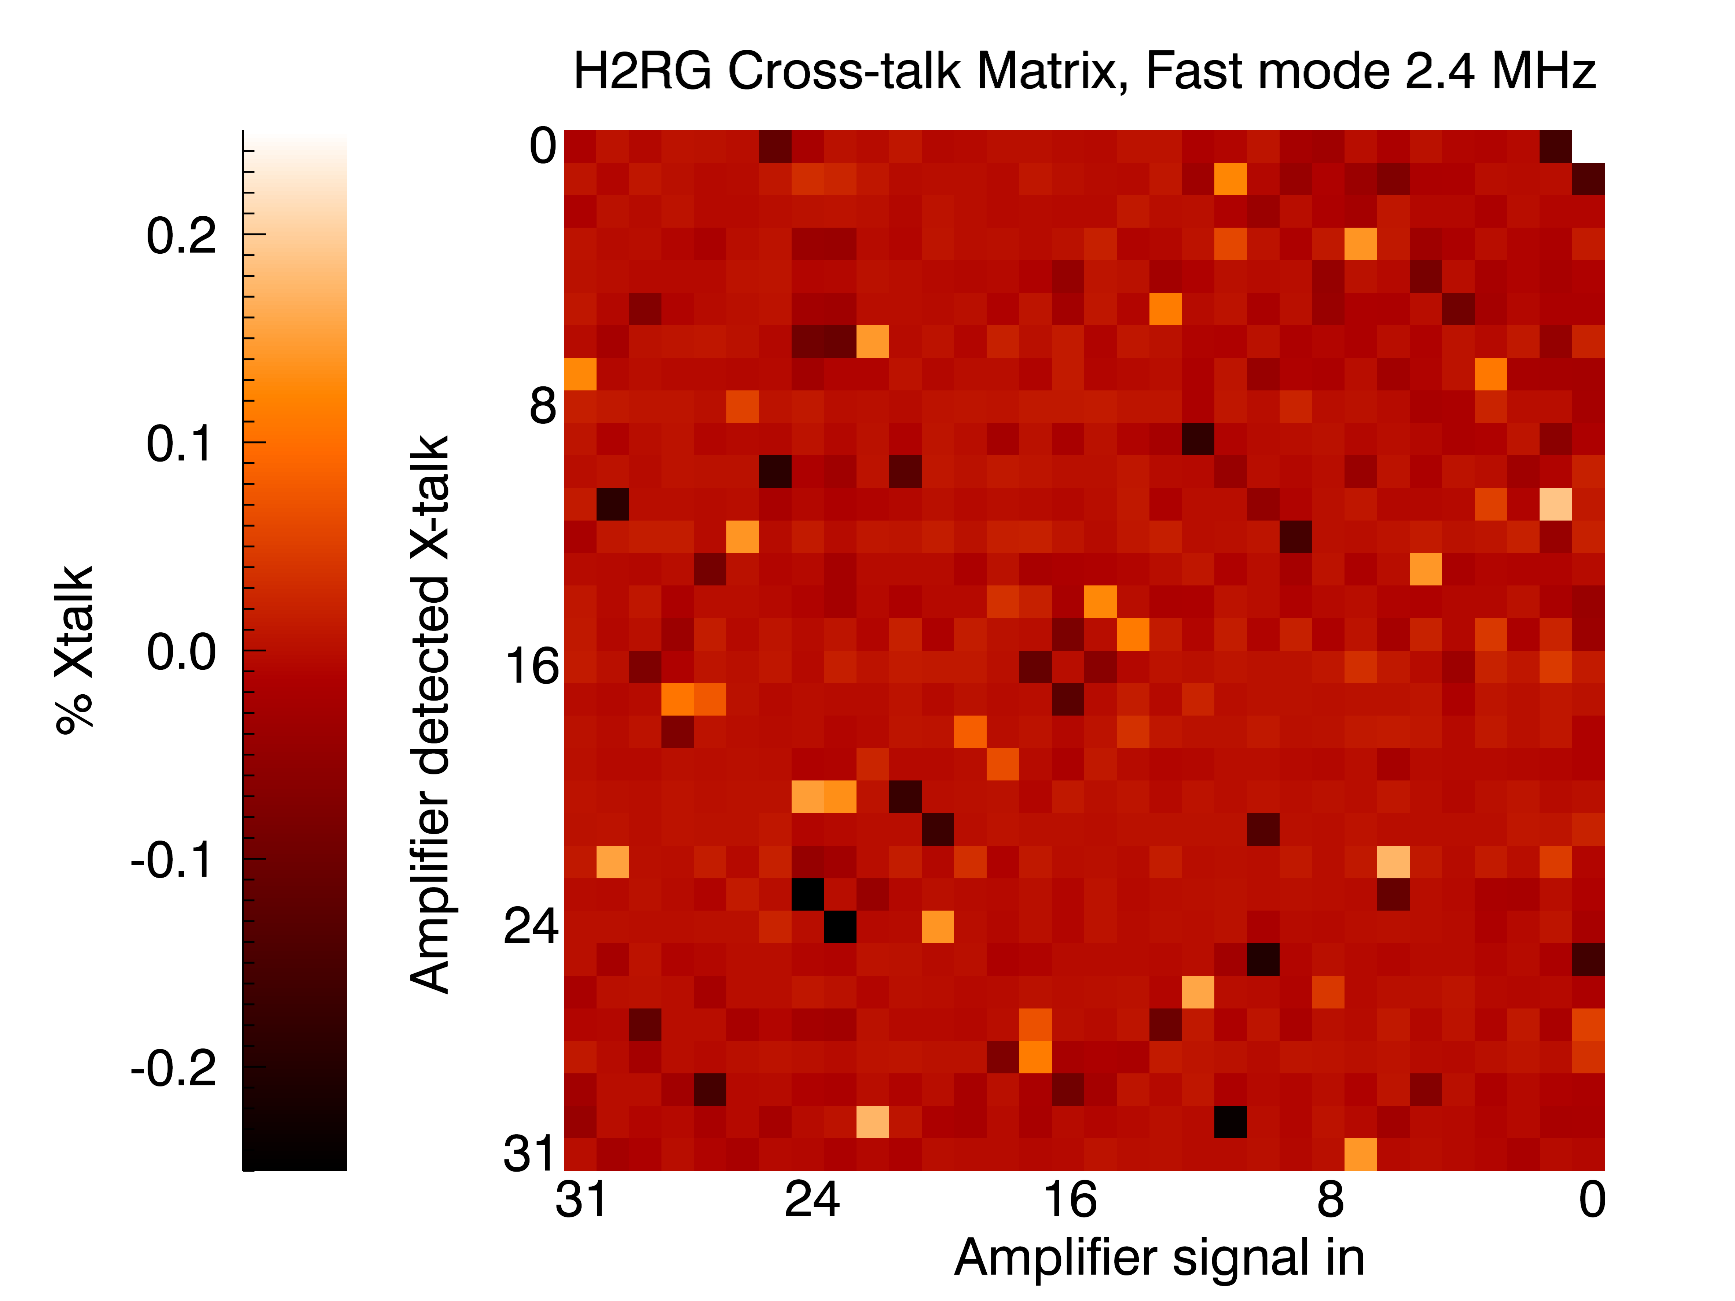 H2RG Cross-talk Matrix, Fast mode 2.4 MHz
% Xtalk
0.2
0.1
0.0
-0.1
-0.2
Amplifier detected X-talk
0
8
16
24
31
31 24 16 8 0
Amplifier signal in